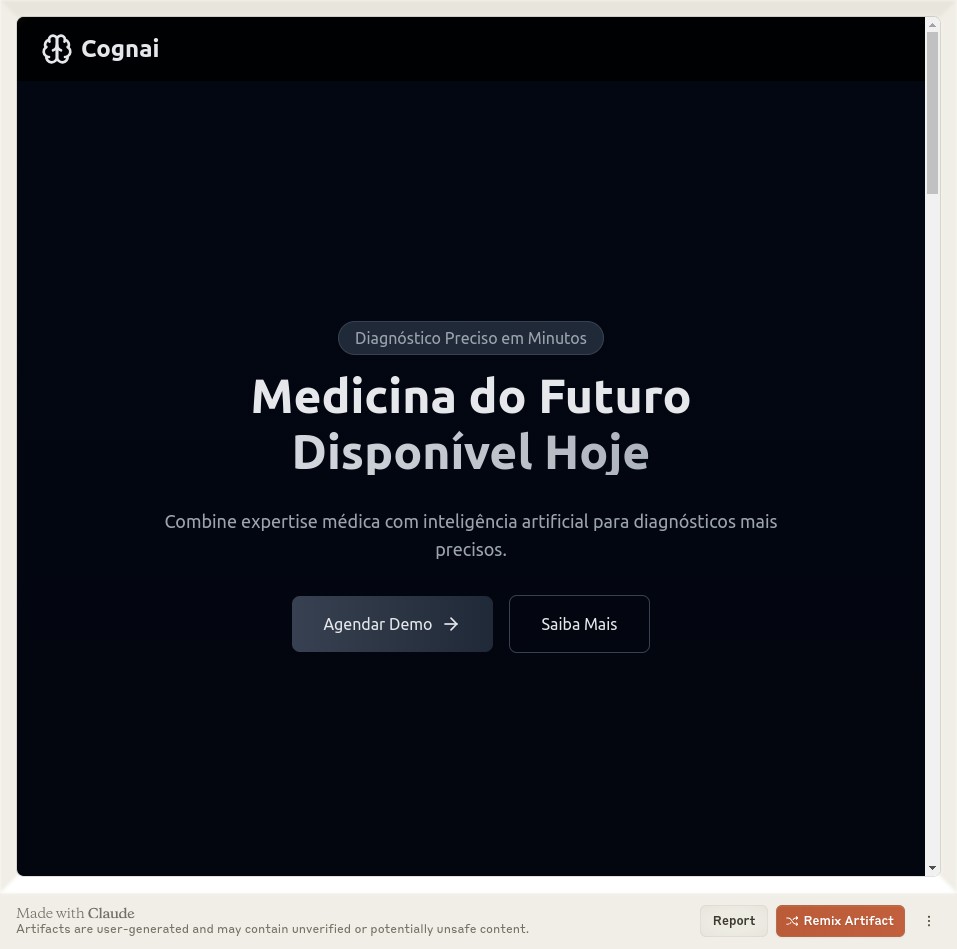 Cognai
Diagnóstico Preciso em Minutos
Medicina do Futuro
Disponível Hoje
Combine expertise médica com inteligência artificial para diagnósticos mais
precisos.
Agendar Demo
Saiba Mais
Made with Claude
Artifacts are user-generated and may contain unverified or potentially unsafe content.
Report
Remix Artifact